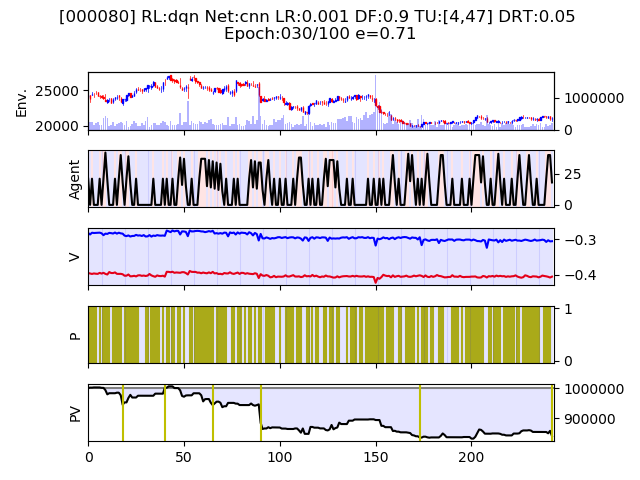 [000080] RL:dqn Net:cnn LR:0.001 DF:0.9 TU:[4,47] DRT:0.05
Epoch:030/100 e=0.71
Env.
25000
20000
1000000
0
Agent
25
0
V
−0.3
−0.4
P
1
0
PV
1000000
900000
0 50 100 150 200